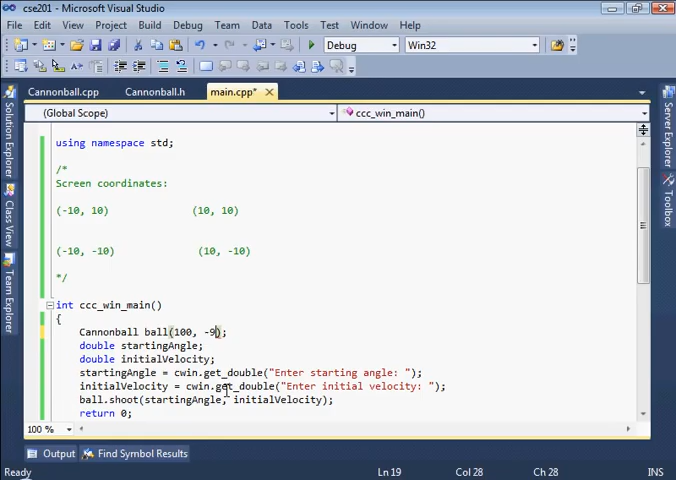 cse201 - Microsoft Visual Studio
File Edit View Project Build Debug Team Data Tools Test Window Help
Debug Win32
Cannonball.cpp Cannonball.h main.cpp*
(Global Scope) ccc_win_main()
using namespace std;
/*
Screen coordinates:
(-10, 10) (10, 10)
(-10, -10) (10, -10)
*/
int ccc_win_main()
{
Cannonball ball(100, -9);
double startingAngle;
double initialVelocity;
startingAngle = cwin.get_double("Enter starting angle: ");
initialVelocity = cwin.get_double("Enter initial velocity: ");
ball.shoot(startingAngle, initialVelocity);
return 0;
100 %
Output Find Symbol Results
Ready Ln 19 Col 28 Ch 28 INS
Solution Explorer
Class View
Team Explorer
Server Explorer
Toolbox